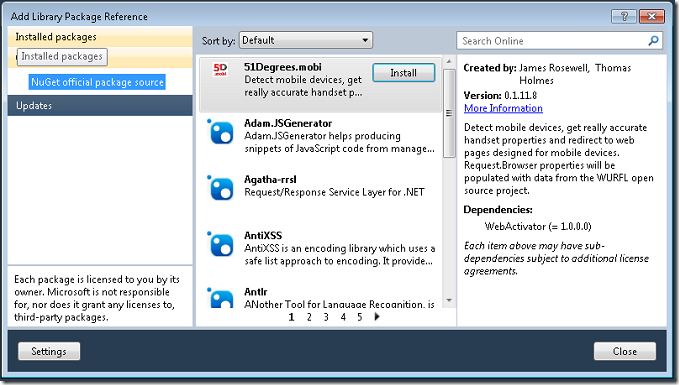 Add Library Package Reference
Installed packages
Installed packages
NuGet official package source
Updates
Each package is licensed to you by its
owner. Microsoft is not responsible
for, nor does it grant any licenses to,
third-party packages.
Sort by: Default
5D
mobi
51Degrees.mobi
Install
Detect mobile devices, get
really accurate handset p...
Adam.JSGenerator
Adam.JSGenerator helps producing
snippets of JavaScript code from manage...
Agatha-rrsl
Request/Response Service Layer for .NET
AntiXSS
AntiXSS is an encoding library which uses a
safe list approach to encoding. It provide...
Antlr
ANother Tool for Language Recognition, is
1 2 3 4 5
Search Online
Created by: James Rosewell, Thomas
Holmes
Version: 0.1.11.8
More Information
Detect mobile devices, get really accurate
handset properties and redirect to web
pages designed for mobile devices.
Request.Browser properties will be
populated with data from the WURFL open
source project.
Dependencies:
WebActivator (= 1.0.0.0)
Each item above may have sub-
dependencies subject to additional license
agreements.
Settings
Close